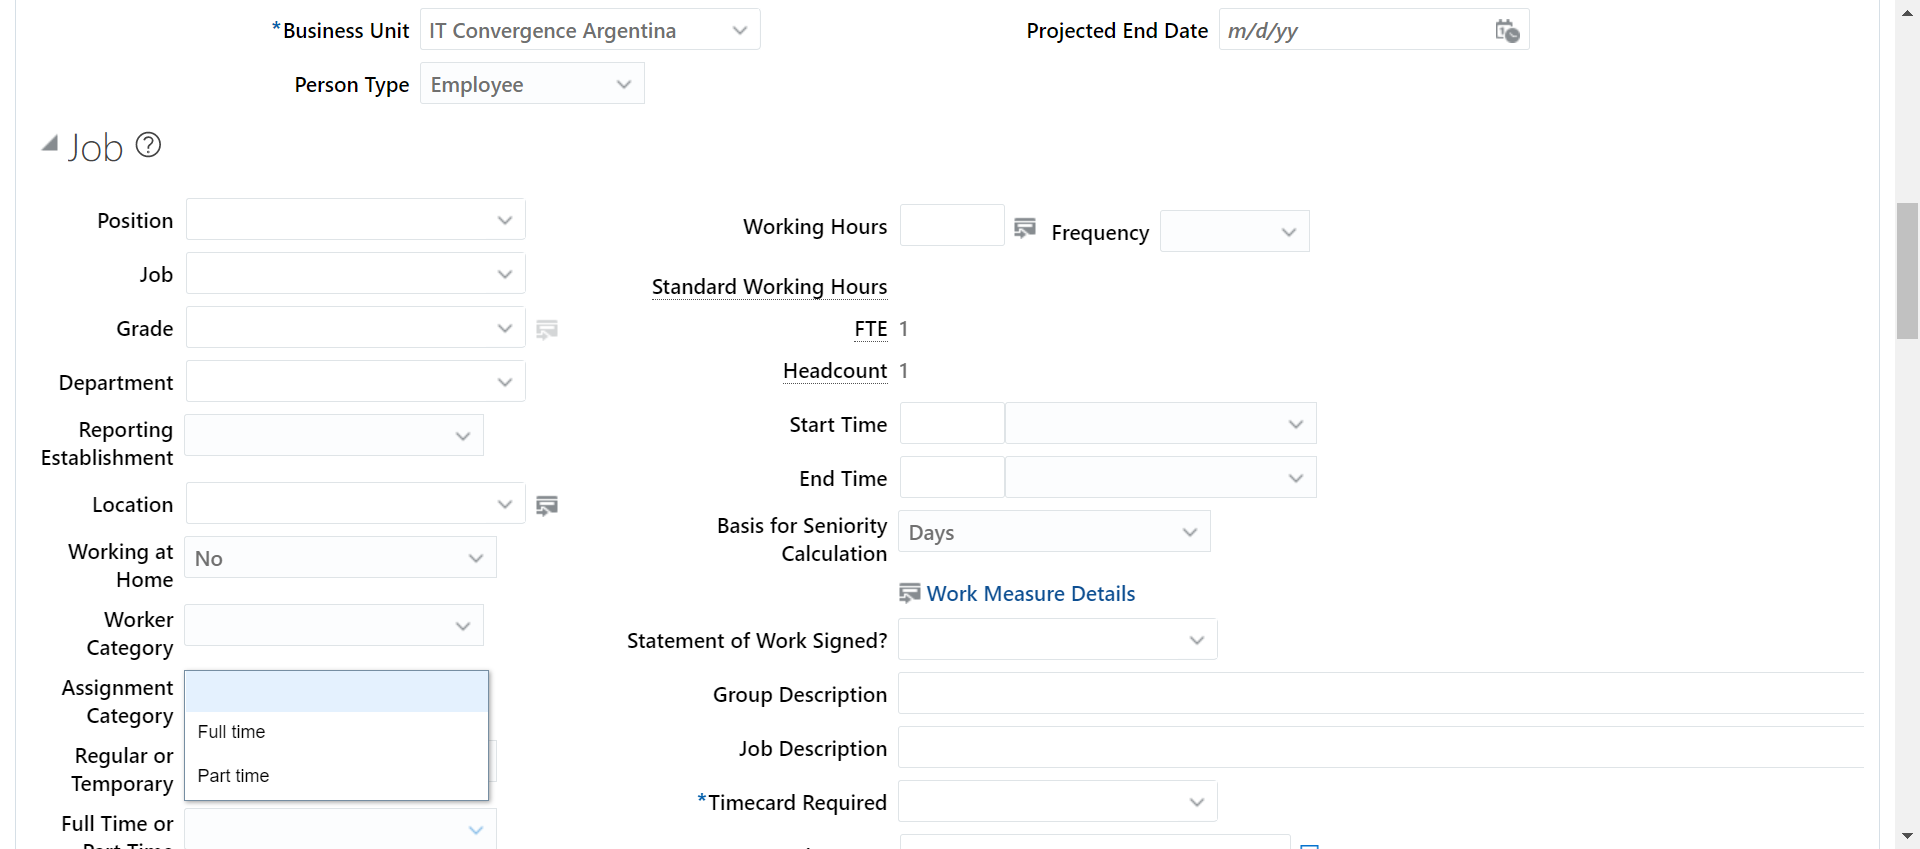 *Business Unit IT Convergence Argentina
Projected End Date m/d/yy
Person Type Employee
Job
Position
Job
Grade
Department
Reporting
Establishment
Location
Working at
Home
No
Worker
Category
Assignment
Category
Full time
Part time
Regular or
Temporary
Full Time or
Working Hours
Frequency
Standard Working Hours
FTE 1
Headcount 1
Start Time
End Time
Basis for Seniority
Calculation
Days
Work Measure Details
Statement of Work Signed?
Group Description
Job Description
*Timecard Required